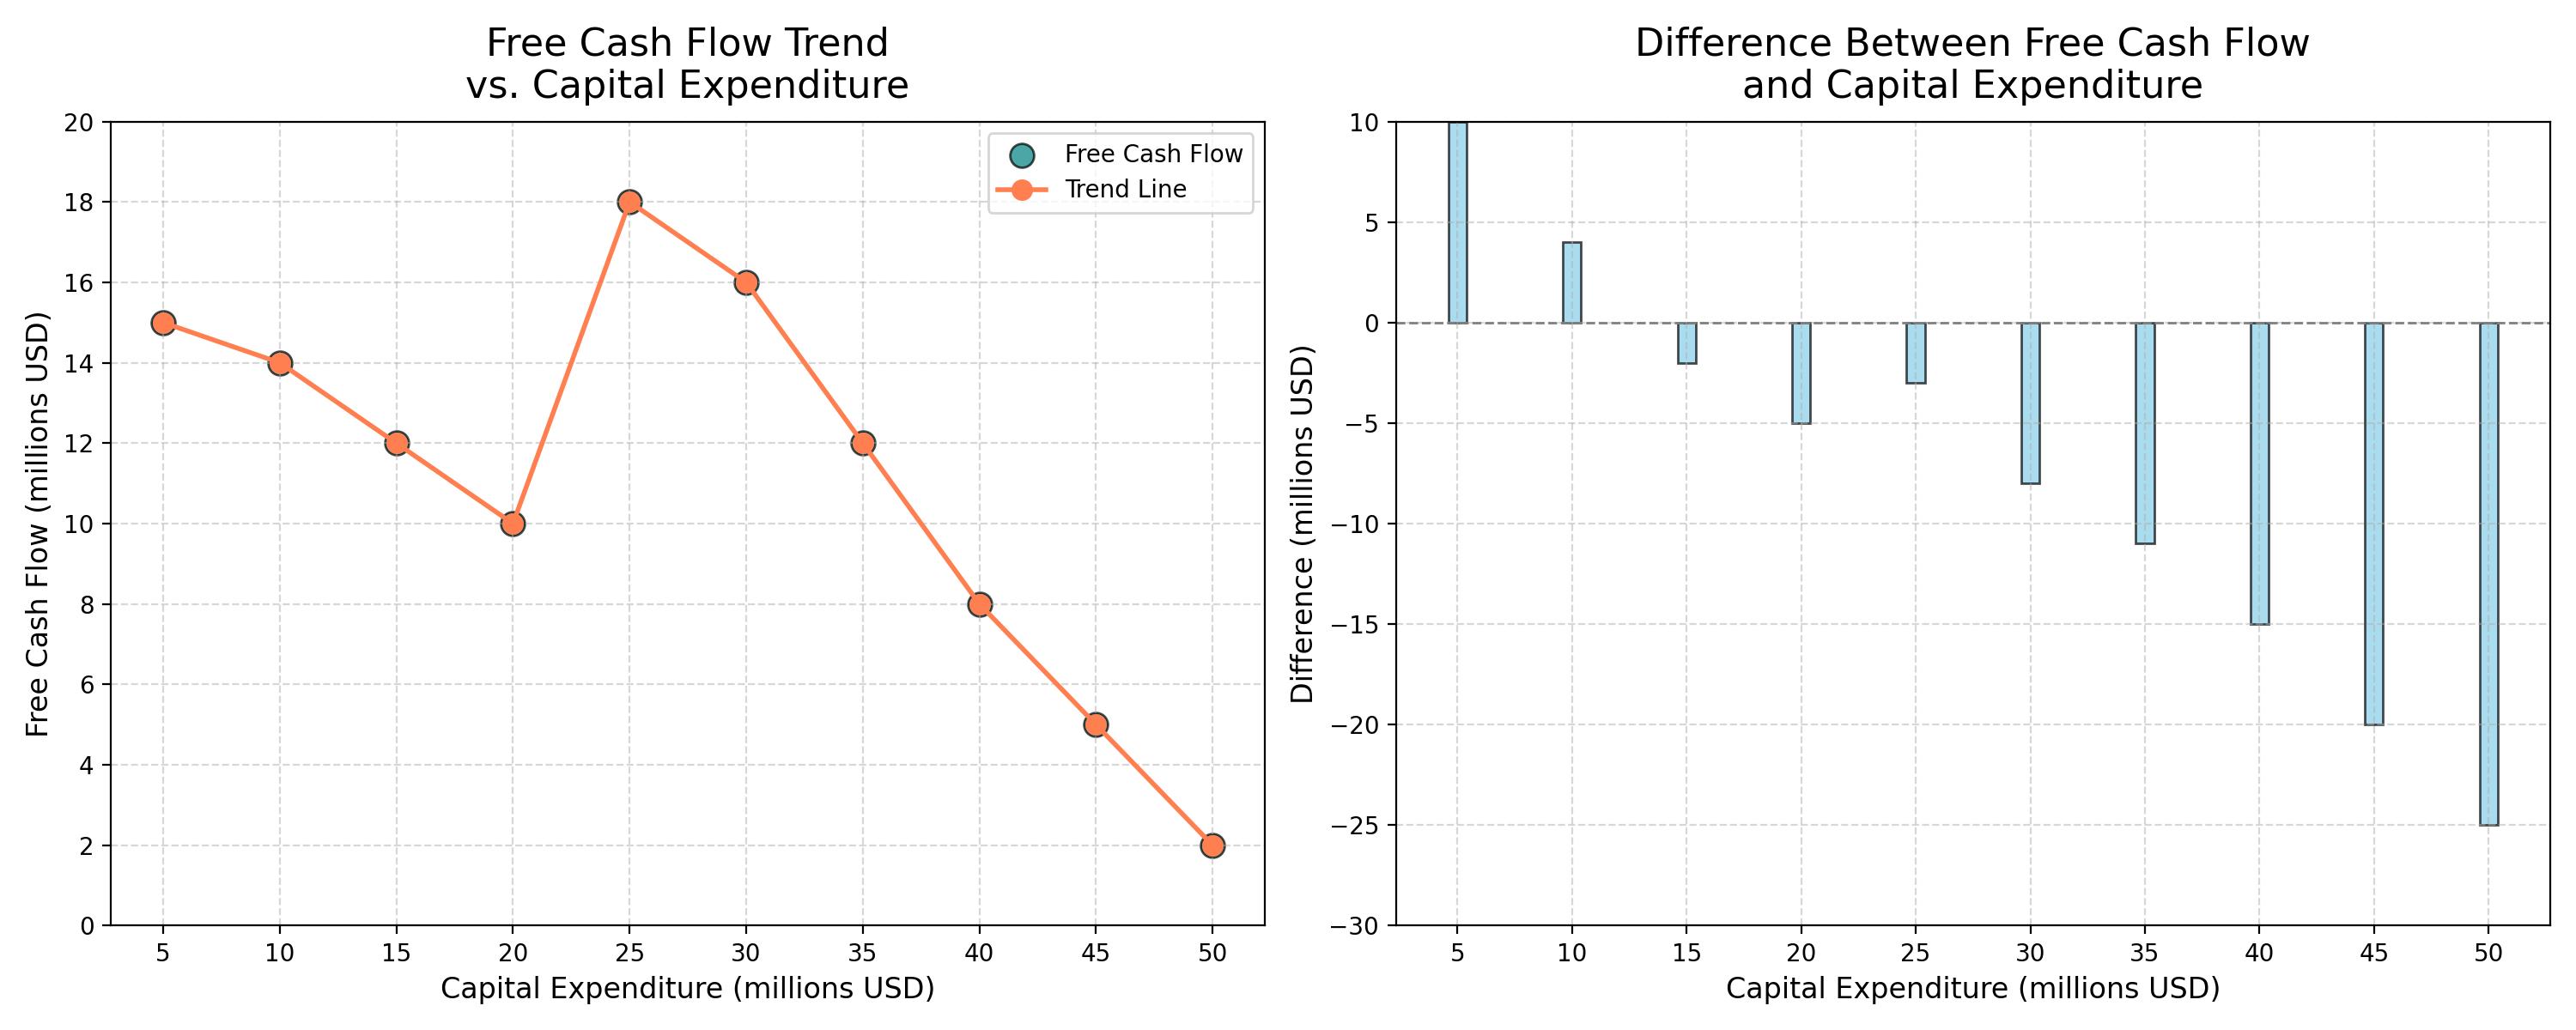 Free Cash Flow Trend
vs. Capital Expenditure
Free Cash Flow (millions USD)
20
18
16
14
12
10
8
6
4
2
0
Free Cash Flow
Trend Line
5 10 15 20 25 30 35 40 45 50
Capital Expenditure (millions USD)
Difference Between Free Cash Flow
and Capital Expenditure
Difference (millions USD)
10
5
0
−5
−10
−15
−20
−25
−30
5 10 15 20 25 30 35 40 45 50
Capital Expenditure (millions USD)